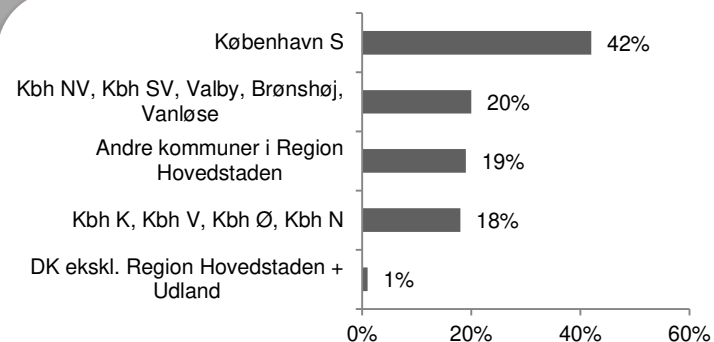 København S
42%
Kbh NV, Kbh SV, Valby, Brønshøj,
Vanløse
20%
Andre kommuner i Region
Hovedstaden
19%
Kbh K, Kbh V, Kbh Ø, Kbh N
18%
DK ekskl. Region Hovedstaden +
Udland
1%
0% 20% 40% 60%